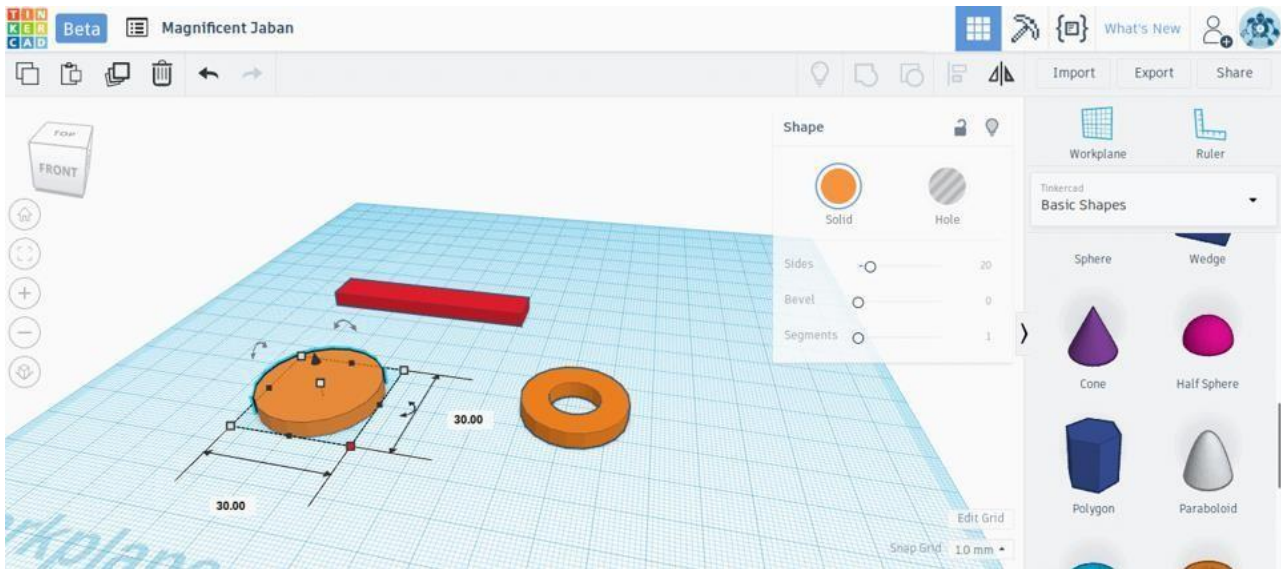 TIN
KER
CAD
Beta
Magnificent Jaban
What's New
Import
Export
Share
TOP
FRONT
Shape
Solid
Hole
Sides
20
Bevel
0
Segments
1
Workplane
Ruler
Tinkercad
Basic Shapes
Sphere
Wedge
Cone
Half Sphere
Polygon
Paraboloid
30.00
30.00
rkplane
Edit Grid
Snap Grid
1.0 mm